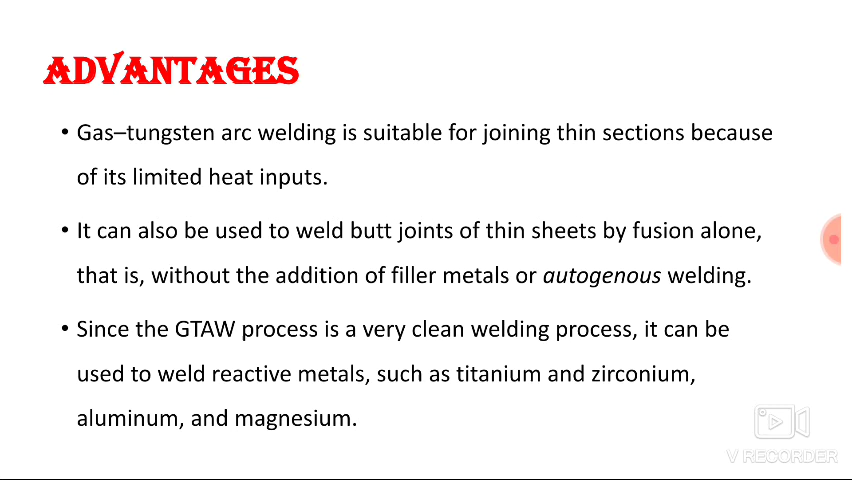 ADVANTAGES
• Gas–tungsten arc welding is suitable for joining thin sections because
of its limited heat inputs.
• It can also be used to weld butt joints of thin sheets by fusion alone,
that is, without the addition of filler metals or autogenous welding.
• Since the GTAW process is a very clean welding process, it can be
used to weld reactive metals, such as titanium and zirconium,
aluminum, and magnesium.
V RECORDER